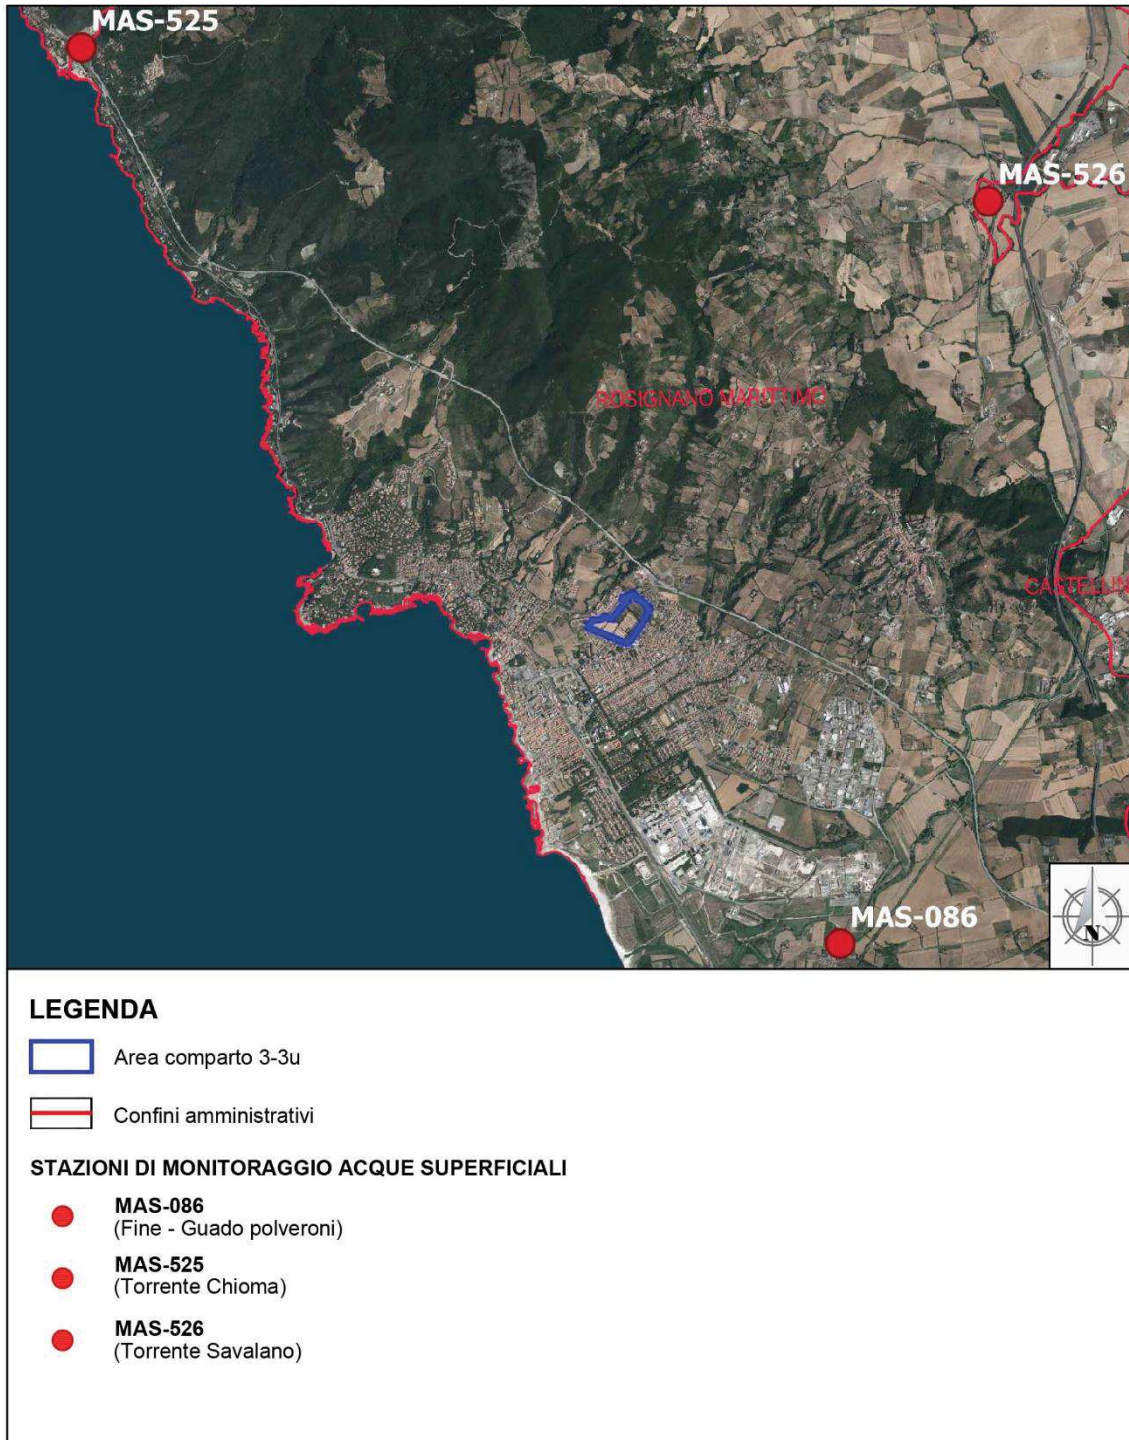 MAS-525
MAS-526
ROSIGNANO MARITTIMO
CASTELLIN
MAS-086
N
LEGENDA
Area comparto 3-3u
Confini amministrativi
STAZIONI DI MONITORAGGIO ACQUE SUPERFICIALI
MAS-086
(Fine - Guado polveroni)
MAS-525
(Torrente Chioma)
MAS-526
(Torrente Savalano)